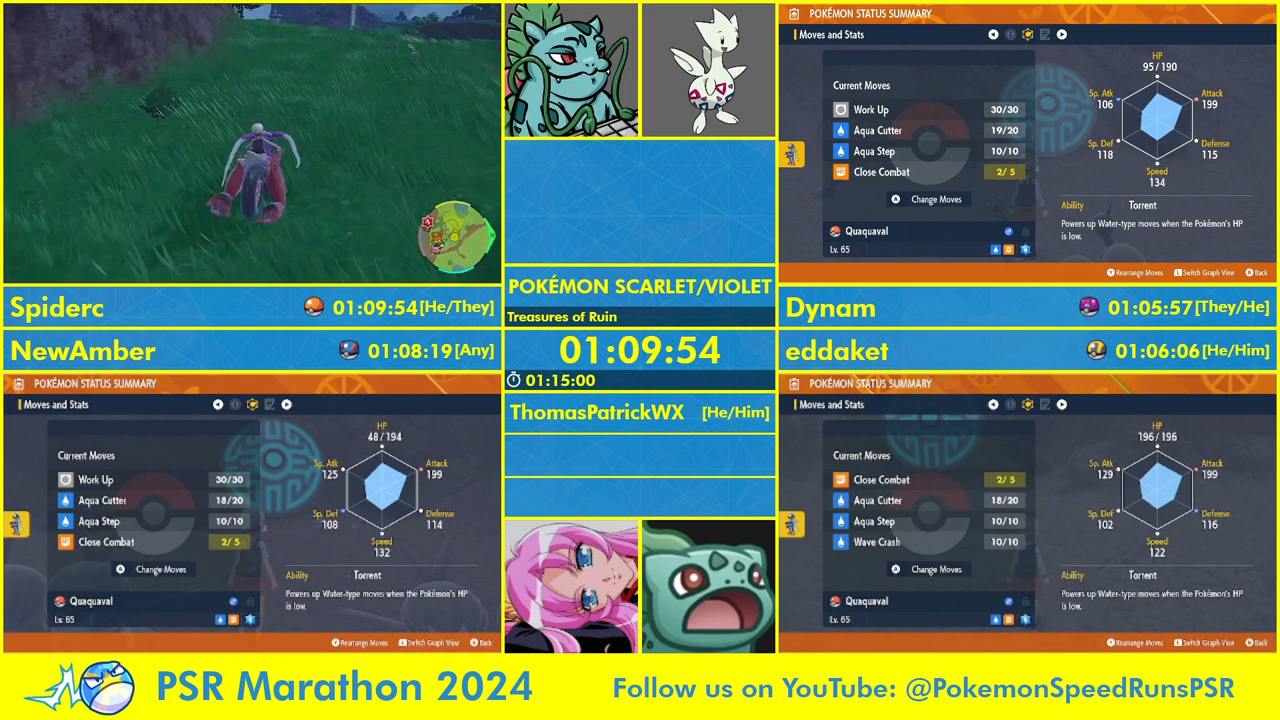 POKÉMON STATUS SUMMARY
Moves and Stats
Current Moves
Work Up 30/30
Aqua Cutter 19/20
Aqua Step 10/10
Close Combat 2/ 5
Change Moves
Quaquaval
Lv. 65
HP
95/190
Sp. Atk
106
Attack
199
Sp. Def
118
Defense
115
Speed
134
Ability Torrent
Powers up Water-type moves when the Pokémon's HP
is low.
Rearrange Moves Switch Graph View Back
POKÉMON SCARLET/VIOLET
Treasures of Ruin
Spiderc 01:09:54 [He/They]
Dynam 01:05:57 [They/He]
NewAmber 01:08:19 [Any]
01:09:54
01:15:00
eddaket 01:06:06 [He/Him]
ThomasPatrickWX [He/Him]
POKÉMON STATUS SUMMARY
Moves and Stats
Current Moves
Work Up 30/30
Aqua Cutter 18/20
Aqua Step 10/10
Close Combat 2/ 5
Change Moves
Quaquaval
Lv. 65
HP
48/194
Sp. Atk
125
Attack
199
Sp. Def
108
Defense
114
Speed
132
Ability Torrent
Powers up Water-type moves when the Pokémon's HP
is low.
Rearrange Moves Switch Graph View Back
POKÉMON STATUS SUMMARY
Moves and Stats
Current Moves
Close Combat 2/ 5
Aqua Cutter 18/20
Aqua Step 10/10
Wave Crash 10/10
Change Moves
Quaquaval
Lv. 65
HP
196/196
Sp. Atk
129
Attack
199
Sp. Def
102
Defense
116
Speed
122
Ability Torrent
Powers up Water-type moves when the Pokémon's HP
is low.
Rearrange Moves Switch Graph View Back
PSR Marathon 2024
Follow us on YouTube: @PokemonSpeedRunsPSR